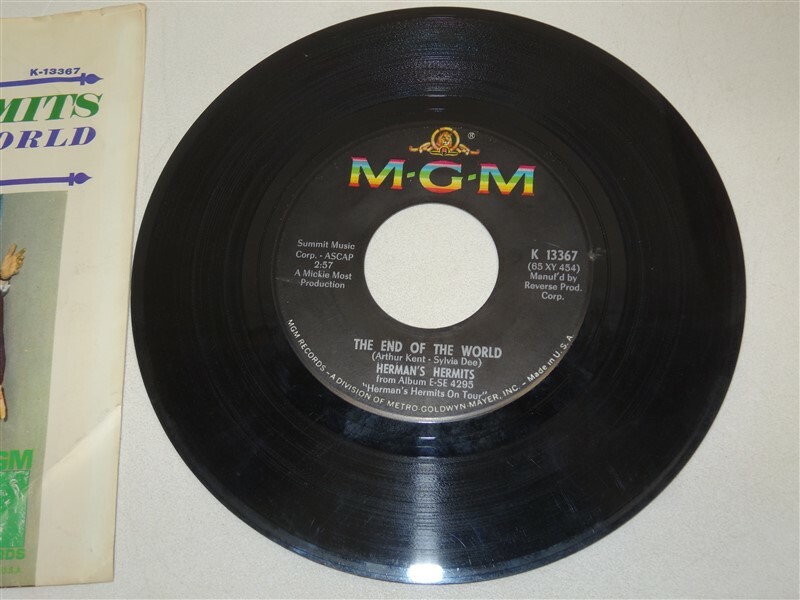 K-13367
MITS
ORLD
GM
DS
U.S.A.
®
M-G-M
Summit Music
Corp. · ASCAP
2:57
A Mickie Most
Production
K 13367
(65 XY 454)
Manuf'd by
Reverse Prod.
Corp.
THE END OF THE WORLD
(Arthur Kent · Sylvia Dee)
HERMAN'S HERMITS
from Album E-SE 4295
"Herman's Hermits On Tour"
MGM RECORDS - A DIVISION OF METRO-GOLDWYN-MAYER, INC. - Made in U.S.A.